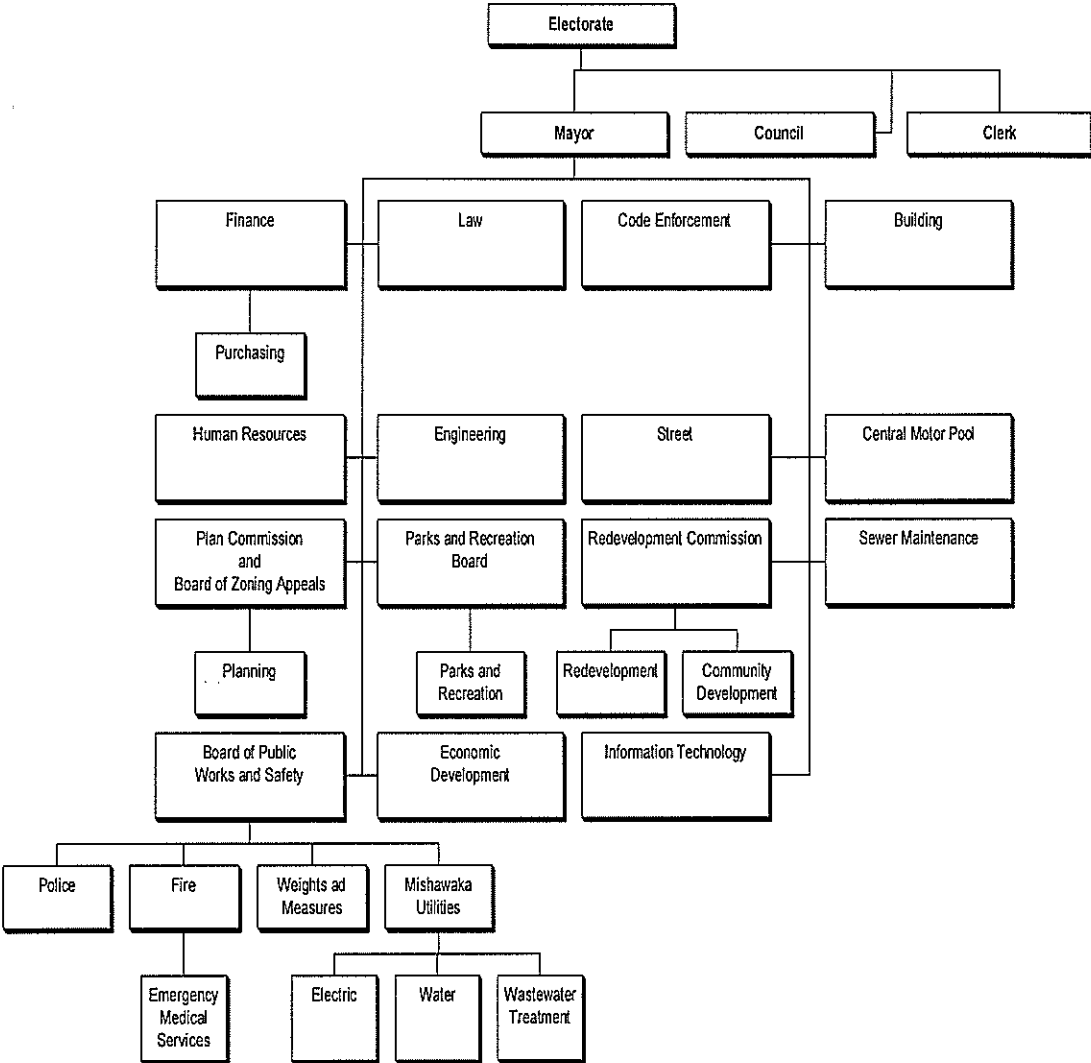 Electorate
Mayor
Council
Clerk
Finance
Law
Code Enforcement
Building
Purchasing
Human Resources
Engineering
Street
Central Motor Pool
Plan Commission
and
Board of Zoning Appeals
Parks and Recreation
Board
Redevelopment Commission
Sewer Maintenance
Planning
Parks and
Recreation
Redevelopment
Community
Development
Board of Public
Works and Safety
Economic
Development
Information Technology
Police
Fire
Weights ad
Measures
Mishawaka
Utilities
Emergency
Medical
Services
Electric
Water
Wastewater
Treatment